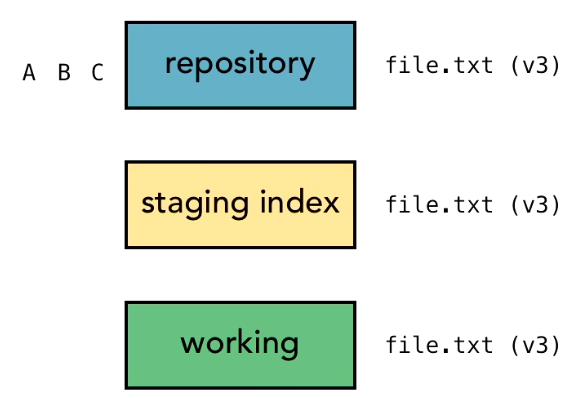 A B C repository file.txt (v3)
staging index file.txt (v3)
working file.txt (v3)